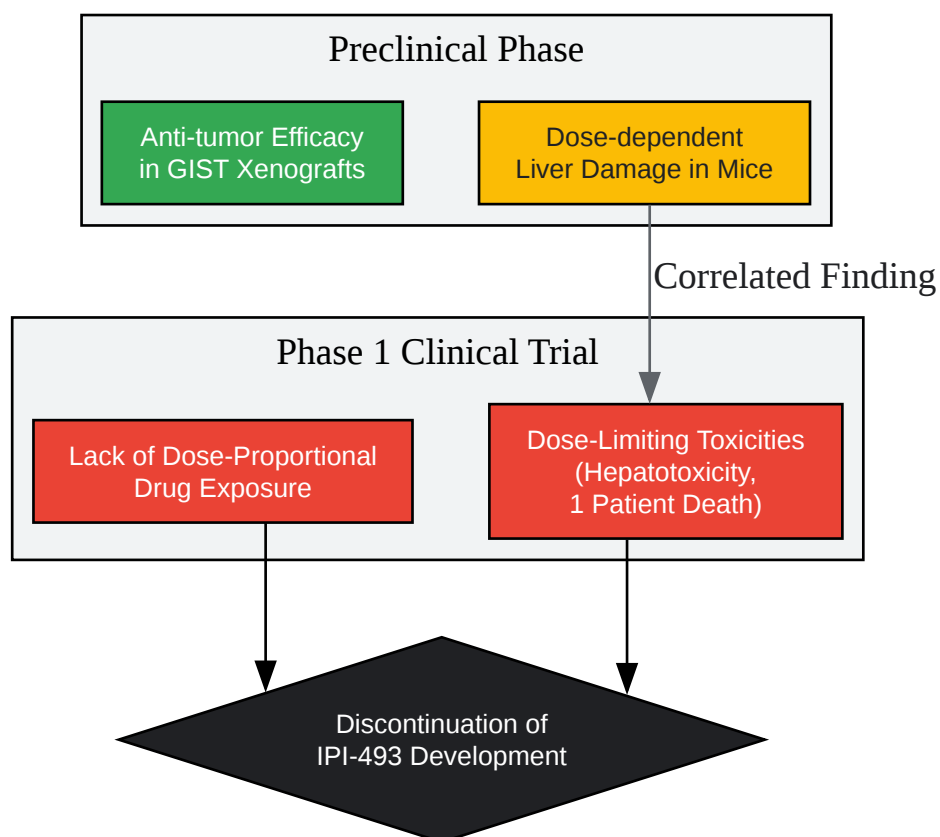 Preclinical Phase
Anti-tumor Efficacy
in GIST Xenografts
Dose-dependent
Liver Damage in Mice
Correlated Finding
Phase 1 Clinical Trial
Lack of Dose-Proportional
Drug Exposure
Dose-Limiting Toxicities
(Hepatotoxicity,
1 Patient Death)
Discontinuation of
IPI-493 Development